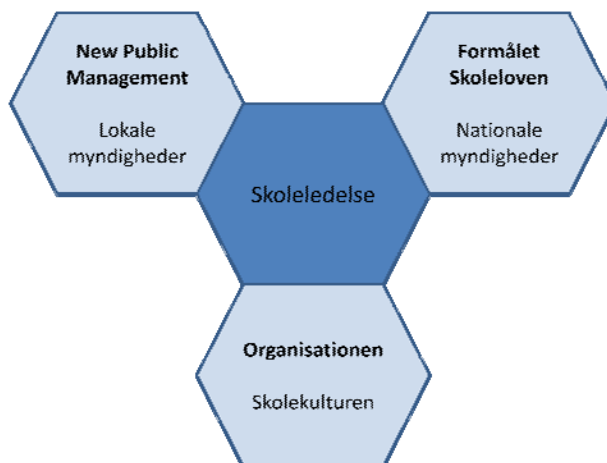 New Public
Management
Lokale
myndigheder
Formålet
Skoleloven
Nationale
myndigheder
Skoleledelse
Organisationen
Skolekulturen